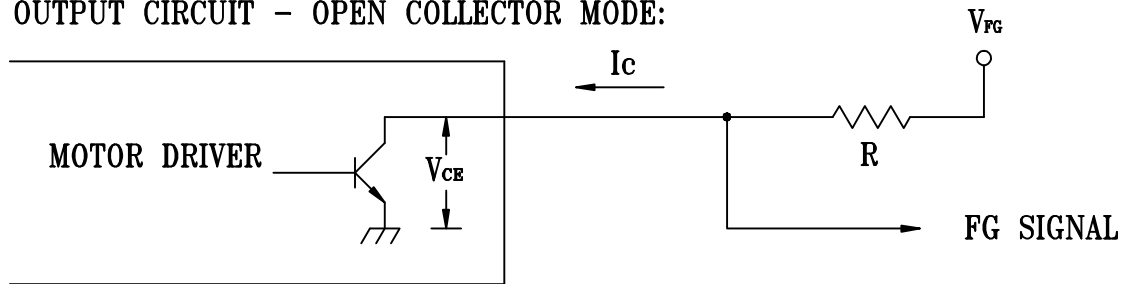 OUTPUT CIRCUIT - OPEN COLLECTOR MODE:
VFG
Ic
MOTOR DRIVER
VCE
R
FG SIGNAL